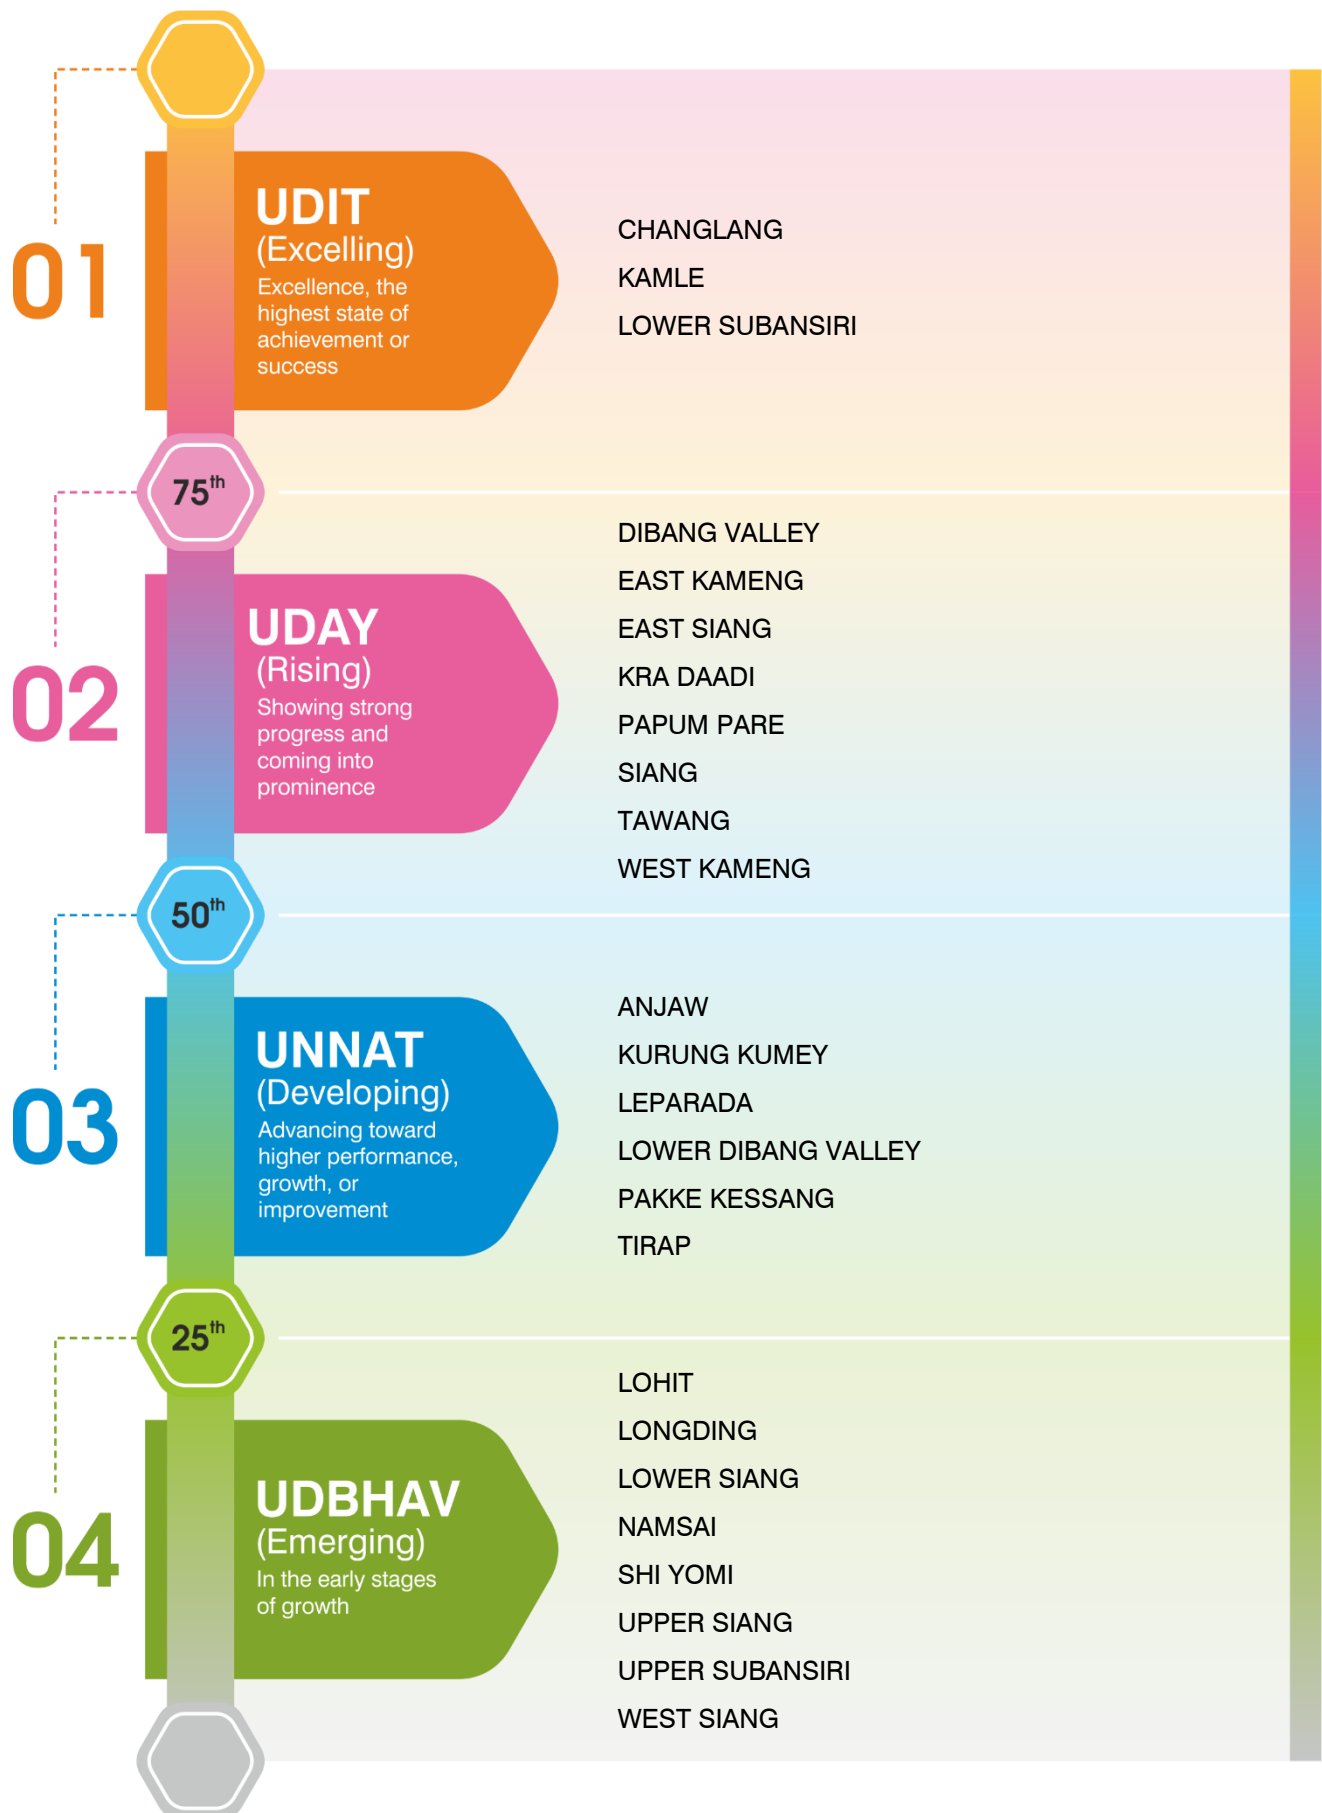 01
UDIT
(Excelling)
Excellence, the
highest state of
achievement or
success
CHANGLANG
KAMLE
LOWER SUBANSIRI
75th
02
UDAY
(Rising)
Showing strong
progress and
coming into
prominence
DIBANG VALLEY
EAST KAMENG
EAST SIANG
KRA DAADI
PAPUM PARE
SIANG
TAWANG
WEST KAMENG
50th
03
UNNAT
(Developing)
Advancing toward
higher performance,
growth, or
improvement
ANJAW
KURUNG KUMEY
LEPARADA
LOWER DIBANG VALLEY
PAKKE KESSANG
TIRAP
25th
04
UDBHAV
(Emerging)
In the early stages
of growth
LOHIT
LONGDING
LOWER SIANG
NAMSAI
SHI YOMI
UPPER SIANG
UPPER SUBANSIRI
WEST SIANG